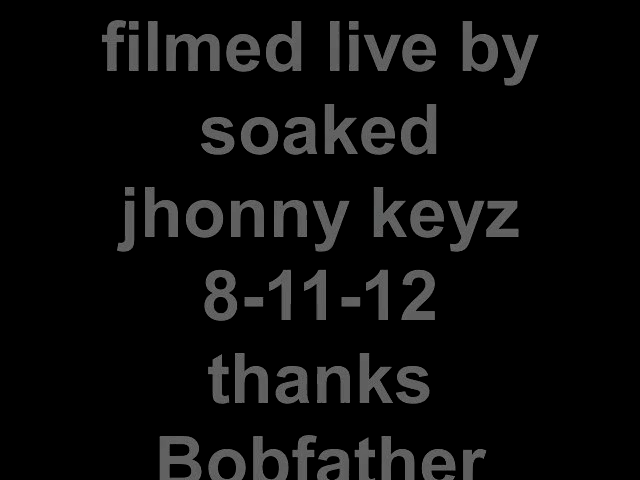 filmed live by
soaked
jhonny keyz
8-11-12
thanks
Bobfather